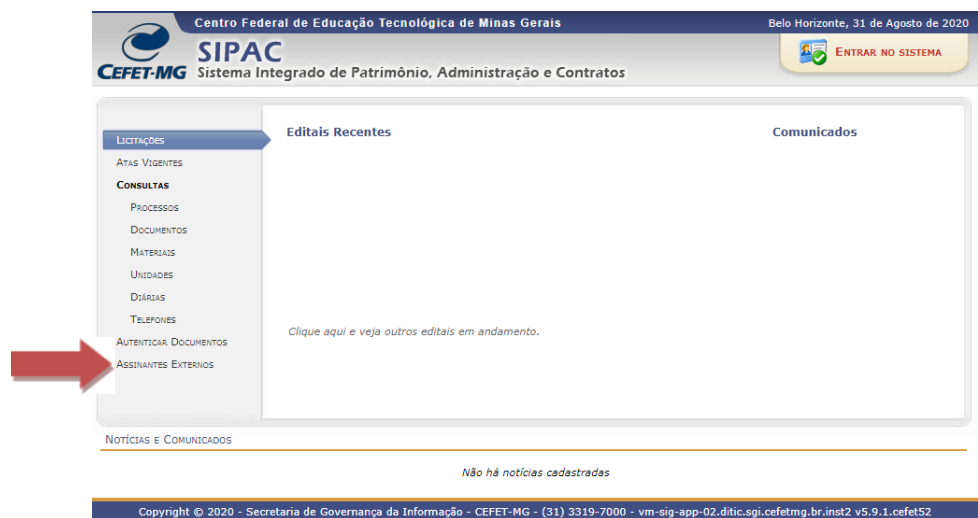 Centro Federal de Educação Tecnológica de Minas Gerais
Belo Horizonte, 31 de Agosto de 2020
CEFET-MG
SIPAC
Sistema Integrado de Patrimônio, Administração e Contratos
Entrar no sistema
Licitações
Atas Vigentes
Consultas
Processos
Documentos
Materiais
Unidades
Diárias
Telefones
Autenticar Documentos
Assinantes Externos
Editais Recentes
Clique aqui e veja outros editais em andamento.
Comunicados
Notícias e Comunicados
Não há notícias cadastradas
Copyright © 2020 - Secretaria de Governança da Informação - CEFET-MG - (31) 3319-7000 - vm-sig-app-02.ditic.sgi.cefetmg.br.inst2 v5.9.1.cefet52